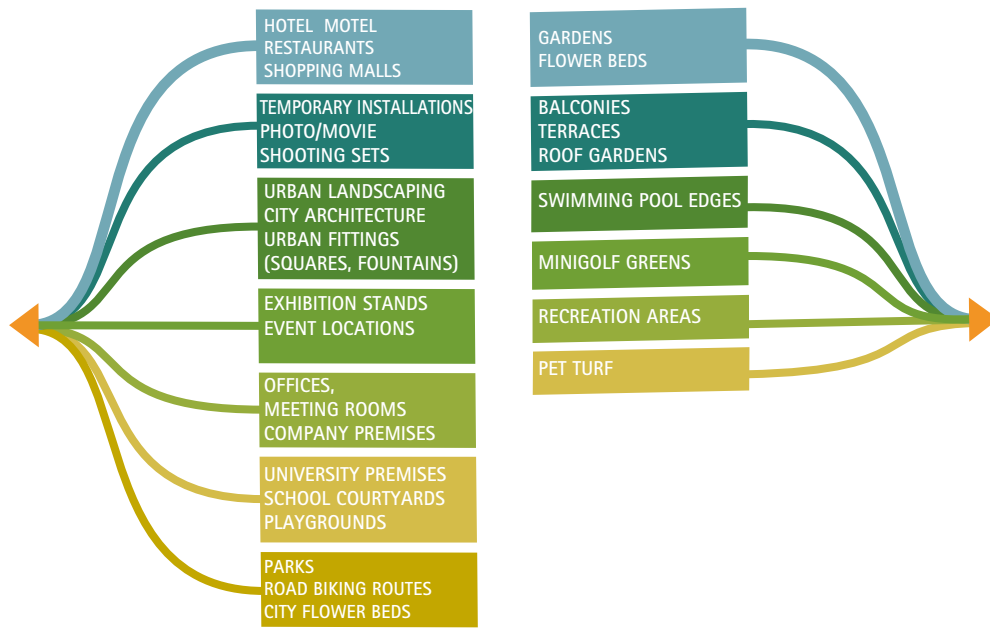 HOTEL  MOTEL
RESTAURANTS
SHOPPING MALLS
TEMPORARY INSTALLATIONS
PHOTO/MOVIE
SHOOTING SETS
URBAN LANDSCAPING
CITY ARCHITECTURE
URBAN FITTINGS
(SQUARES, FOUNTAINS)
EXHIBITION STANDS
EVENT LOCATIONS
OFFICES,
MEETING ROOMS
COMPANY PREMISES
UNIVERSITY PREMISES
SCHOOL COURTYARDS
PLAYGROUNDS
PARKS
ROAD BIKING ROUTES
CITY FLOWER BEDS
GARDENS
FLOWER BEDS
BALCONIES
TERRACES
ROOF GARDENS
SWIMMING POOL EDGES
MINIGOLF GREENS
RECREATION AREAS
PET TURF